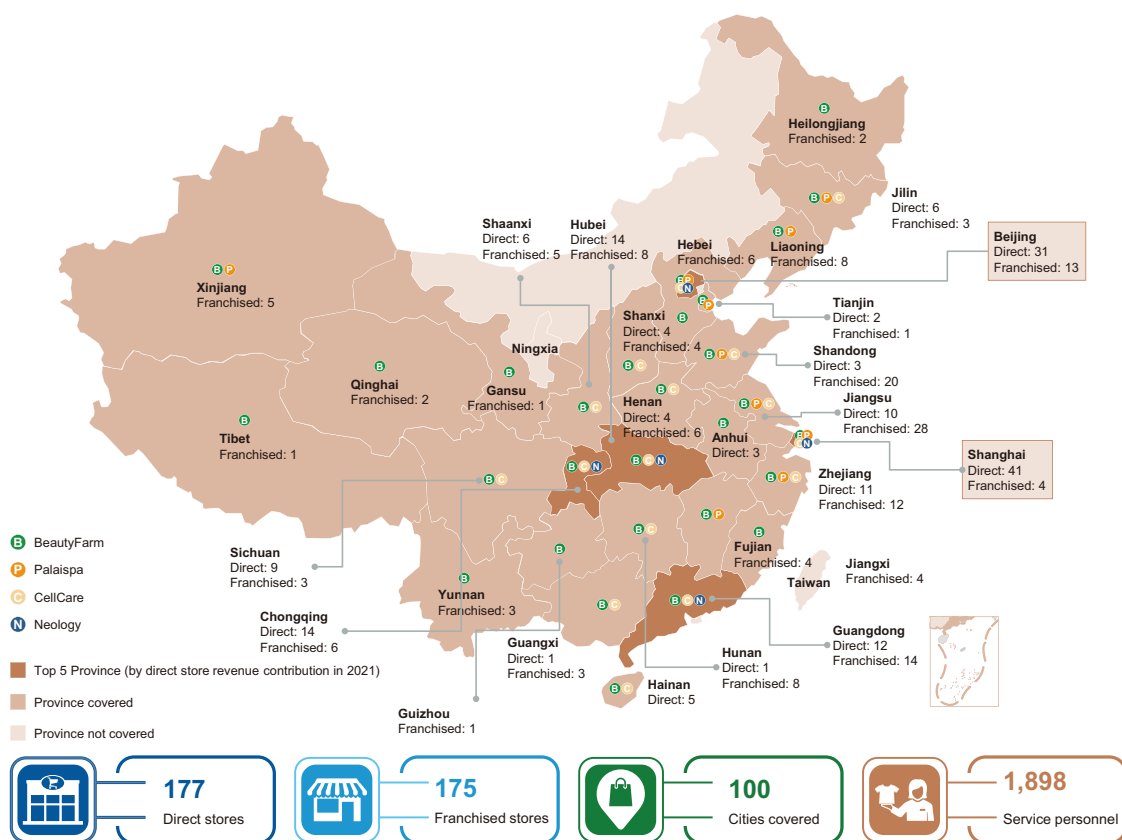 B
Heilongjiang
Franchised: 2
B P C
Jilin
Direct: 6
Franchised: 3
B P
Liaoning
Franchised: 8
Beijing
Direct: 31
Franchised: 13
Shaanxi
Direct: 6
Franchised: 5
Hubei
Direct: 14
Franchised: 8
Hebei
Franchised: 6
B P
C N
B P
Xinjiang
Franchised: 5
B
P
Tianjin
Direct: 2
Franchised: 1
B
Shanxi
Direct: 4
Franchised: 4
Ningxia
B P C
Shandong
Direct: 3
Franchised: 20
B
Qinghai
Franchised: 2
B
Gansu
Franchised: 1
B C
B C
Henan
Direct: 4
Franchised: 6
B C
B P C
Jiangsu
Direct: 10
Franchised: 28
B
Tibet
Franchised: 1
B
Anhui
Direct: 3
B P
C N
Shanghai
Direct: 41
Franchised: 4
B C N
B C N
B C
B P C
Zhejiang
Direct: 11
Franchised: 12
B P
B C
B
Fujian
Franchised: 4
Jiangxi
Franchised: 4
Taiwan
B BeautyFarm
P Palaispa
C CellCare
N Neology
Sichuan
Direct: 9
Franchised: 3
B
B
Yunnan
Franchised: 3
B C
B C N
Chongqing
Direct: 14
Franchised: 6
Guangxi
Direct: 1
Franchised: 3
Hunan
Direct: 1
Franchised: 8
Guangdong
Direct: 12
Franchised: 14
Top 5 Province (by direct store revenue contribution in 2021)
B C
Hainan
Direct: 5
Province covered
Guizhou
Franchised: 1
Province not covered
177
Direct stores
175
Franchised stores
100
Cities covered
1,898
Service personnel